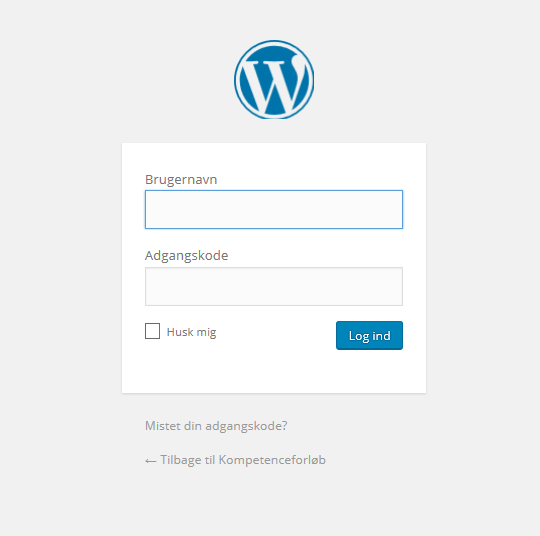 Brugernavn
Adgangskode
Husk mig
Log ind
Mistet din adgangskode?
← Tilbage til Kompetenceforløb